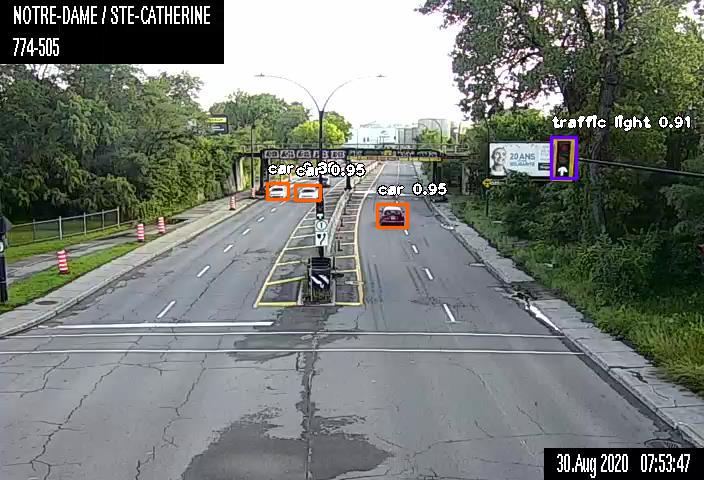 NOTRE-DAME / STE-CATHERINE
774-505
traffic light 0.91
car 0.95
car 0.95
20 ANS
30.Aug 2020 07:53:47